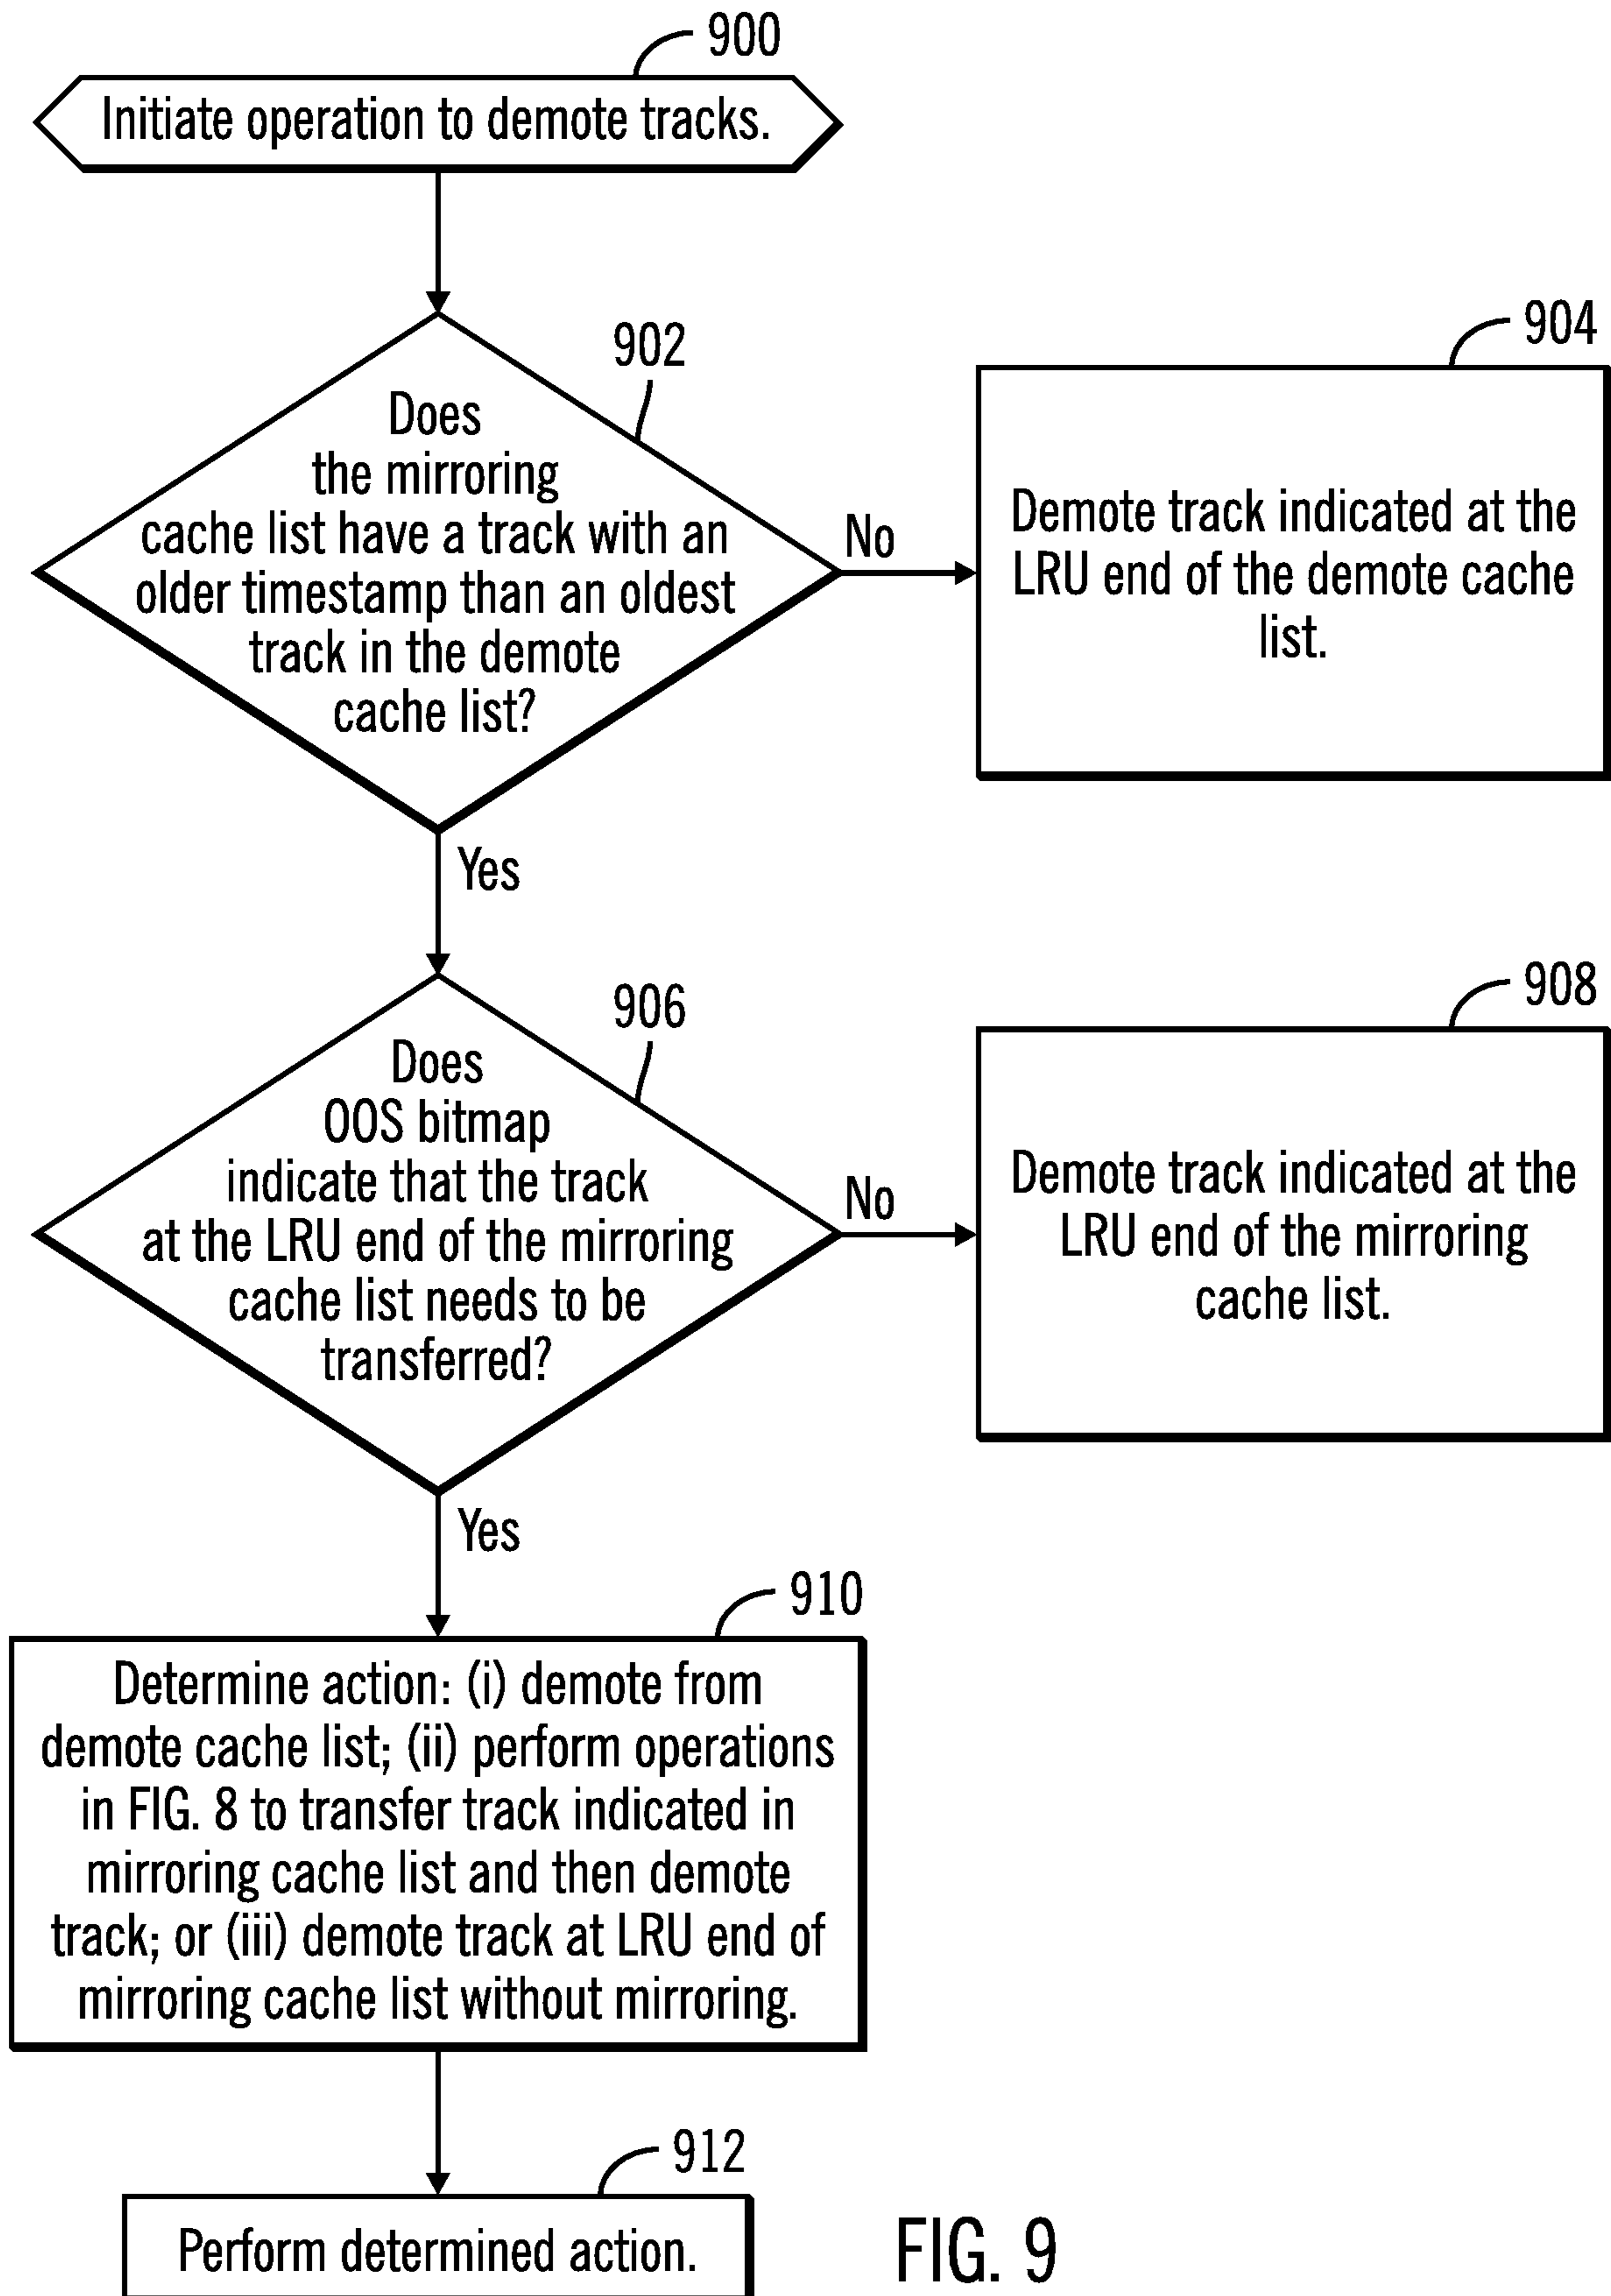 900
Initiate operation to demote tracks.
902
Does
the mirroring
cache list have a track with an
older timestamp than an oldest
track in the demote
cache list?
No
904
Demote track indicated at the
LRU end of the demote cache
list.
Yes
906
Does
OOS bitmap
indicate that the track
at the LRU end of the mirroring
cache list needs to be
transferred?
No
908
Demote track indicated at the
LRU end of the mirroring
cache list.
Yes
910
Determine action: (i) demote from
demote cache list; (ii) perform operations
in FIG. 8 to transfer track indicated in
mirroring cache list and then demote
track; or (iii) demote track at LRU end of
mirroring cache list without mirroring.
912
Perform determined action.
FIG. 9